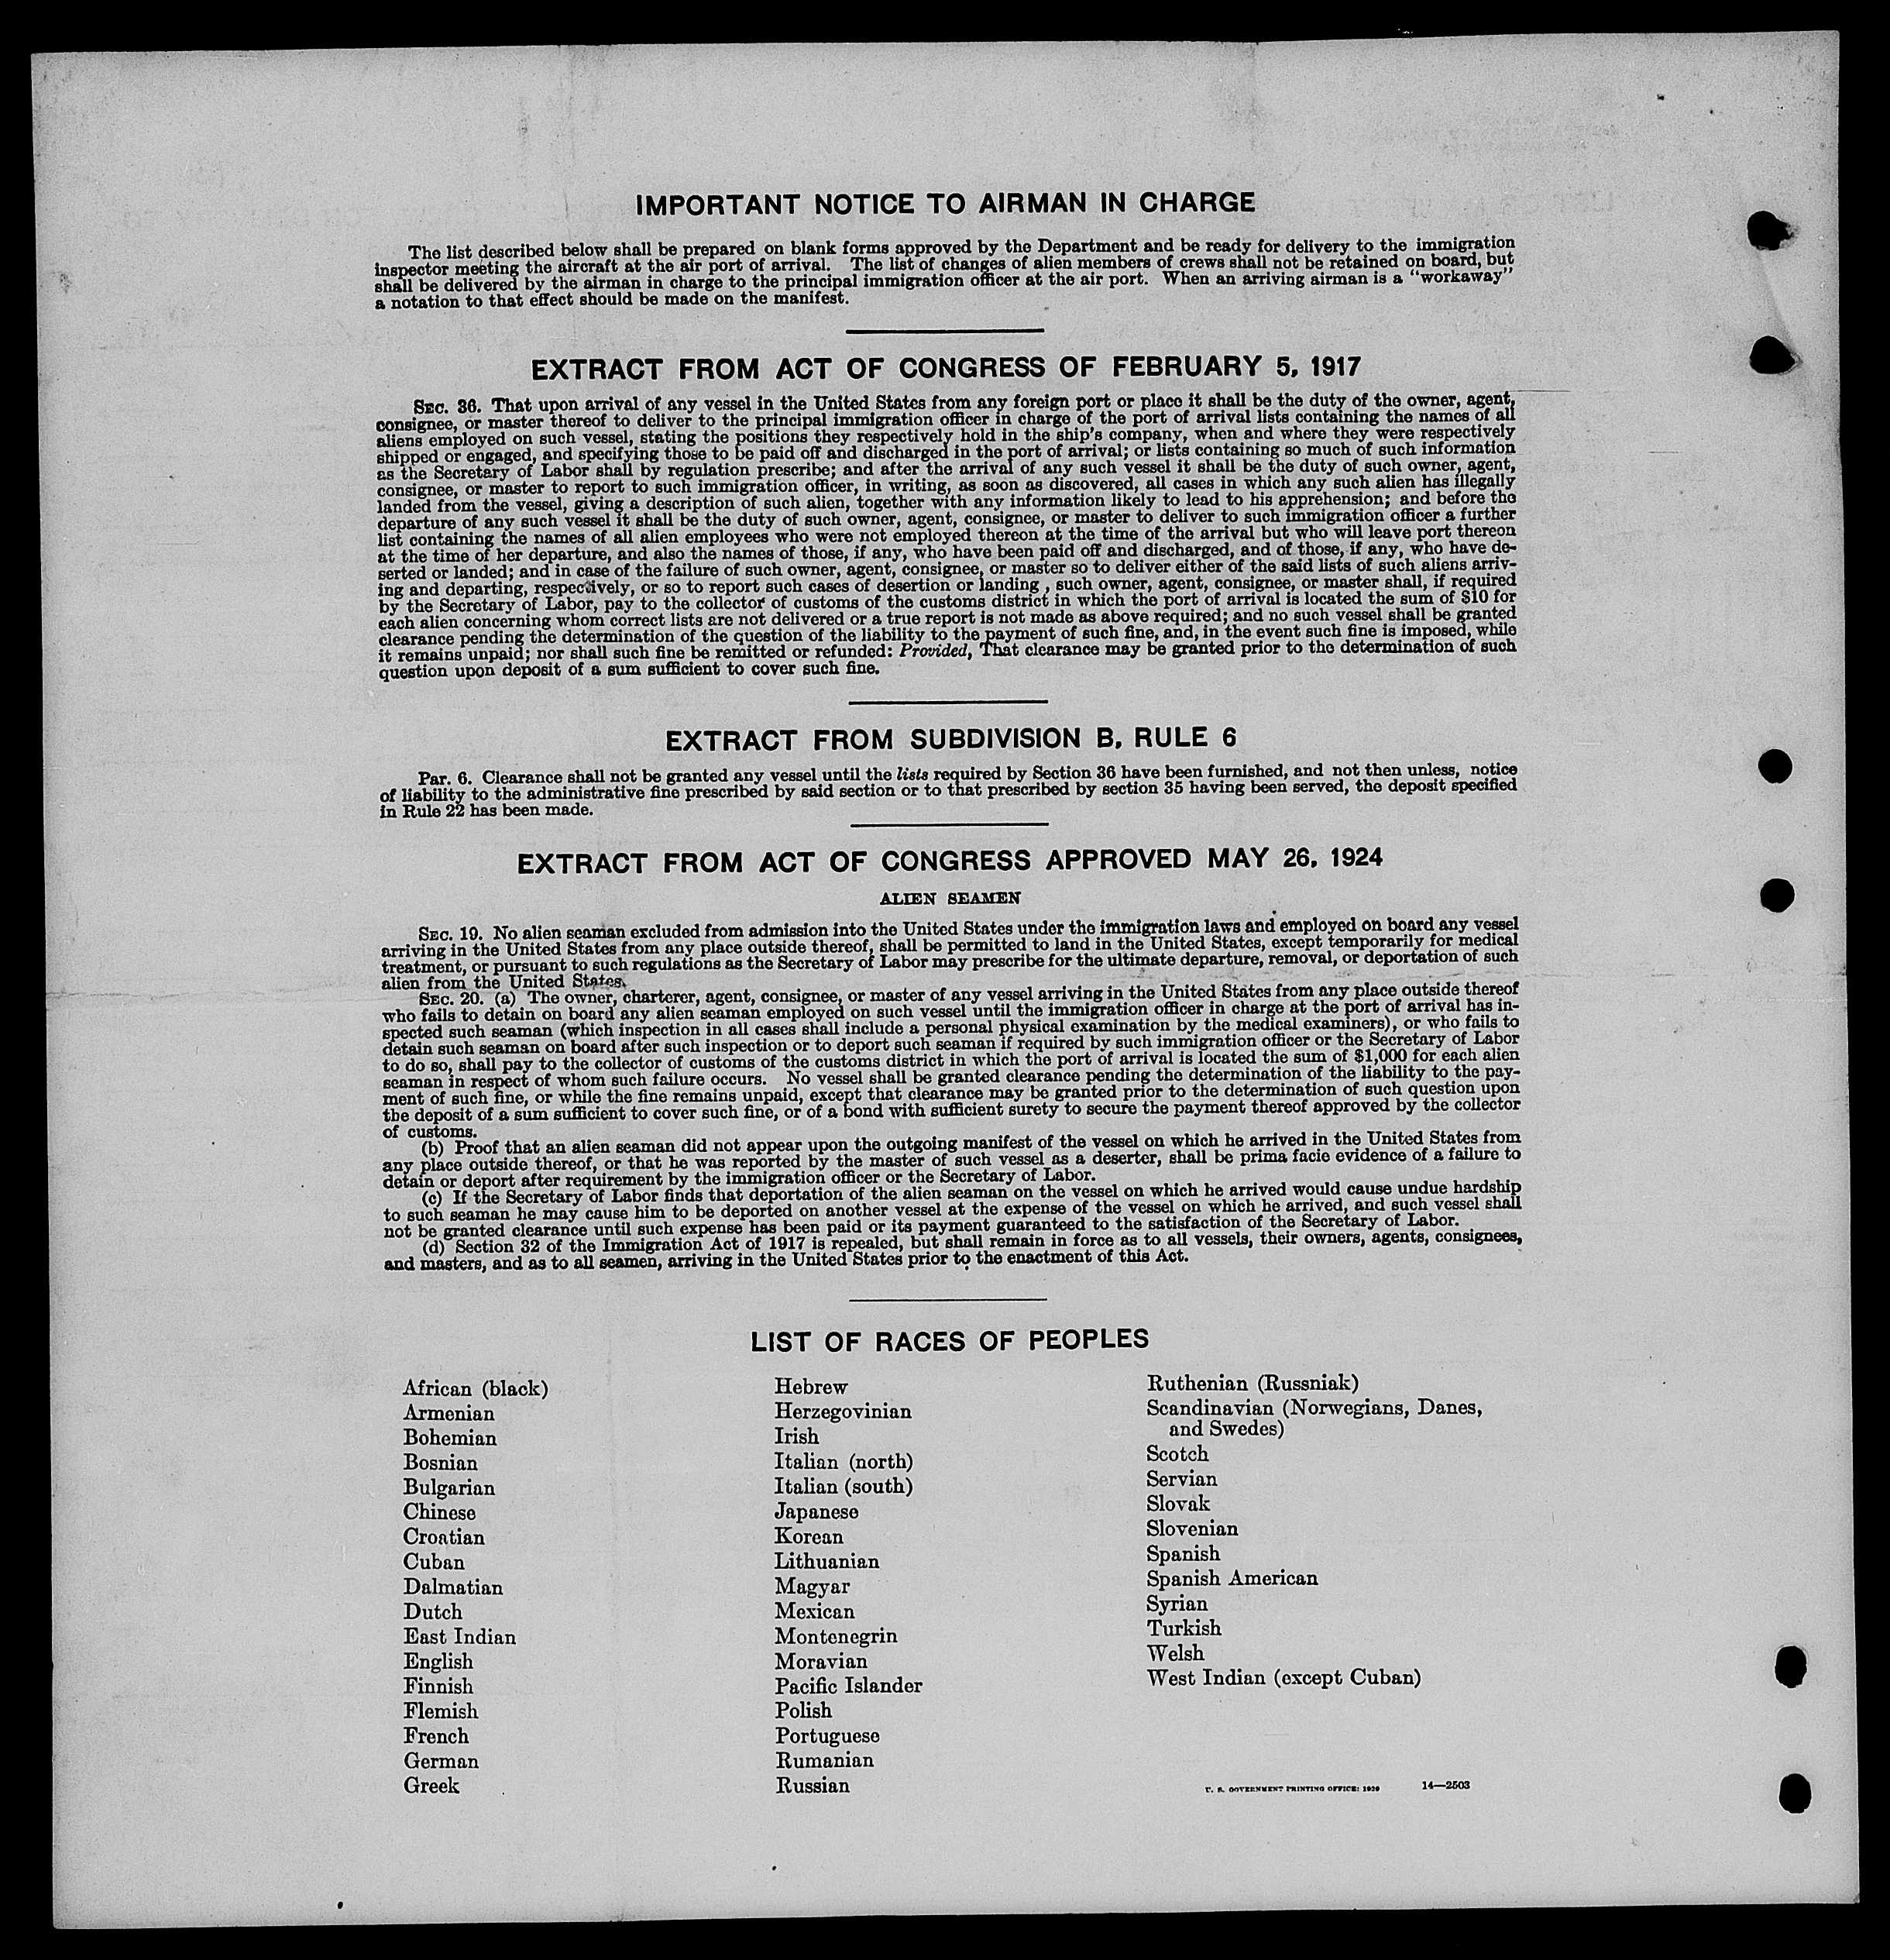 IMPORTANT NOTICE TO AIRMAN IN CHARGE
The list described below shall be prepared on blank forms approved by the Department and be ready for delivery to the immigration
inspector meeting the aircraft at the air port of arrival. The list of changes of alien members of crews shall not be retained on board, but
shall be delivered by the airman in charge to the principal immigration officer at the air port. When an arriving airman is a "workaway"
a notation to that effect should be made on the manifest.
EXTRACT FROM ACT OF CONGRESS OF FEBRUARY 5, 1917
SEC. 36. That upon arrival of any vessel in the United States from any foreign port or place it shall be the duty of the owner, agent,
consignee, or master thereof to deliver to the principal immigration officer in charge of the port of arrival lists containing the names of all
aliens employed on such vessel, stating the positions they respectively hold in the ship's company, when and where they were respectively
shipped or engaged, and specifying those to be paid off and discharged in the port of arrival; or lists containing so much of such information
as the Secretary of Labor shall by regulation prescribe; and after the arrival of any such vessel it shall be the duty of such owner, agent,
consignee, or master to report to such immigration officer, in writing, as soon as discovered, all cases in which any such alien has illegally
landed from the vessel, giving a description of such alien, together with any information likely to lead to his apprehension; and before the
departure of any such vessel it shall be the duty of such owner, agent, consignee, or master to deliver to such immigration officer a further
list containing the names of all alien employees who were not employed thereon at the time of the arrival but who will leave port thereon
at the time of her departure, and also the names of those, if any, who have been paid off and discharged, and of those, if any, who have de-
serted or landed; and in case of the failure of such owner, agent, consignee, or master so to deliver either of the said lists of such aliens arriv-
ing and departing, respectively, or so to report such cases of desertion or landing , such owner, agent, consignee, or master shall, if required
by the Secretary of Labor, pay to the collector of customs of the customs district in which the port of arrival is located the sum of $10 for
each alien concerning whom correct lists are not delivered or a true report is not made as above required; and no such vessel shall be granted
clearance pending the determination of the question of the liability to the payment of such fine, and, in the event such fine is imposed, while
it remains unpaid; nor shall such fine be remitted or refunded: Provided, That clearance may be granted prior to the determination of such
question upon deposit of a sum sufficient to cover such fine.
EXTRACT FROM SUBDIVISION B, RULE 6
Par. 6. Clearance shall not be granted any vessel until the lists required by Section 36 have been furnished, and not then unless, notice
of liability to the administrative fine prescribed by said section or to that prescribed by section 35 having been served, the deposit specified
in Rule 22 has been made.
EXTRACT FROM ACT OF CONGRESS APPROVED MAY 26, 1924
ALIEN SEAMEN
SEC. 19. No alien seaman excluded from admission into the United States under the immigration laws and employed on board any vessel
arriving in the United States from any place outside thereof, shall be permitted to land in the United States, except temporarily for medical
treatment, or pursuant to such regulations as the Secretary of Labor may prescribe for the ultimate departure, removal, or deportation of such
alien from the United States.
SEC. 20. (a) The owner, charterer, agent, consignee, or master of any vessel arriving in the United States from any place outside thereof
who fails to detain on board any alien seaman employed on such vessel until the immigration officer in charge at the port of arrival has in-
spected such seaman (which inspection in all cases shall include a personal physical examination by the medical examiners), or who fails to
detain such seaman on board after such inspection or to deport such seaman if required by such immigration officer or the Secretary of Labor
to do so, shall pay to the collector of customs of the customs district in which the port of arrival is located the sum of $1,000 for each alien
seaman in respect of whom such failure occurs. No vessel shall be granted clearance pending the determination of the liability to the pay-
ment of such fine, or while the fine remains unpaid, except that clearance may be granted prior to the determination of such question upon
the deposit of a sum sufficient to cover such fine, or of a bond with sufficient surety to secure the payment thereof approved by the collector
of customs.
(b) Proof that an alien seaman did not appear upon the outgoing manifest of the vessel on which he arrived in the United States from
any place outside thereof, or that he was reported by the master of such vessel as a deserter, shall be prima facie evidence of a failure to
detain or deport after requirement by the immigration officer or the Secretary of Labor.
(c) If the Secretary of Labor finds that deportation of the alien seaman on the vessel on which he arrived would cause undue hardship
to such seaman he may cause him to be deported on another vessel at the expense of the vessel on which he arrived, and such vessel shall
not be granted clearance until such expense has been paid or its payment guaranteed to the satisfaction of the Secretary of Labor.
(d) Section 32 of the Immigration Act of 1917 is repealed, but shall remain in force as to all vessels, their owners, agents, consignees,
and masters, and as to all seamen, arriving in the United States prior to the enactment of this Act.
LIST OF RACES OF PEOPLES
African (black)
Armenian
Bohemian
Bosnian
Bulgarian
Chinese
Croatian
Cuban
Dalmatian
Dutch
East Indian
English
Finnish
Flemish
French
German
Greek
Hebrew
Herzegovinian
Irish
Italian (north)
Italian (south)
Japanese
Korean
Lithuanian
Magyar
Mexican
Montenegrin
Moravian
Pacific Islander
Polish
Portuguese
Rumanian
Russian
Ruthenian (Russniak)
Scandinavian (Norwegians, Danes,
and Swedes)
Scotch
Servian
Slovak
Slovenian
Spanish
Spanish American
Syrian
Turkish
Welsh
West Indian (except Cuban)
U. S. GOVERNMENT PRINTING OFFICE: 1939 14—2503